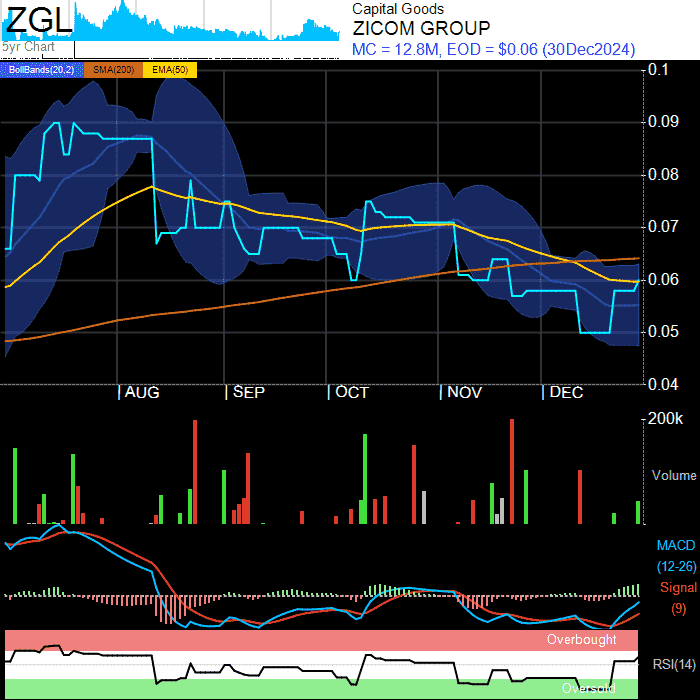 ZGL
5yr Chart
Capital Goods
ZICOM GROUP
MC = 12.8M, EOD = $0.06 (30Dec2024)
BollBands(20,2) SMA(200) EMA(50)
0.1
0.09
0.08
0.07
0.06
0.05
0.04
AUG SEP OCT NOV DEC
200k
Volume
MACD
(12-26)
Signal
(9)
Overbought
RSI(14)
Oversold